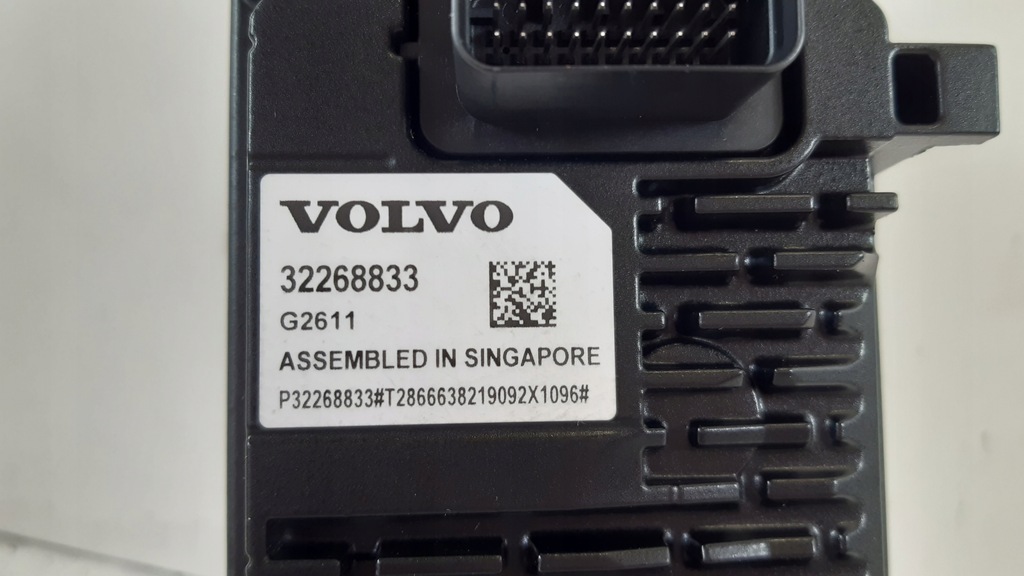 VOLVO
32268833
G2611
ASSEMBLED IN SINGAPORE
P32268833#T2866638219092X1096#